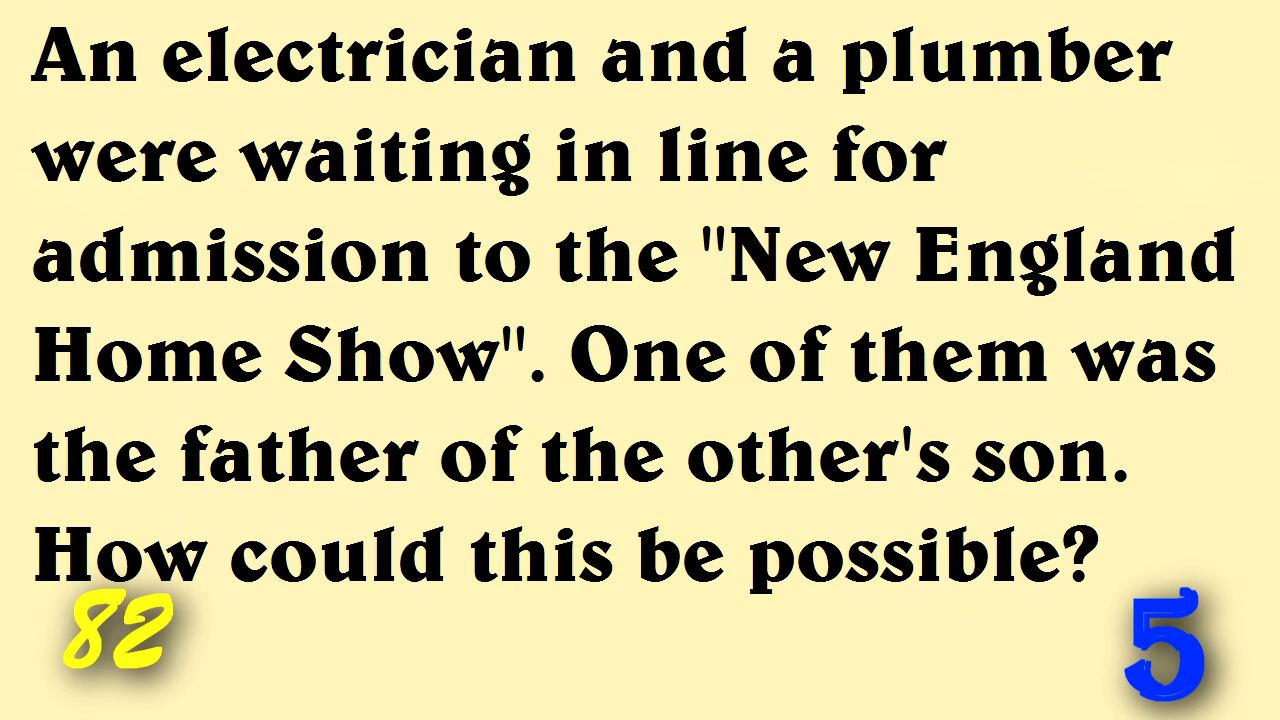 An electrician and a plumber
were waiting in line for
admission to the "New England
Home Show". One of them was
the father of the other's son.
How could this be possible?
82
5